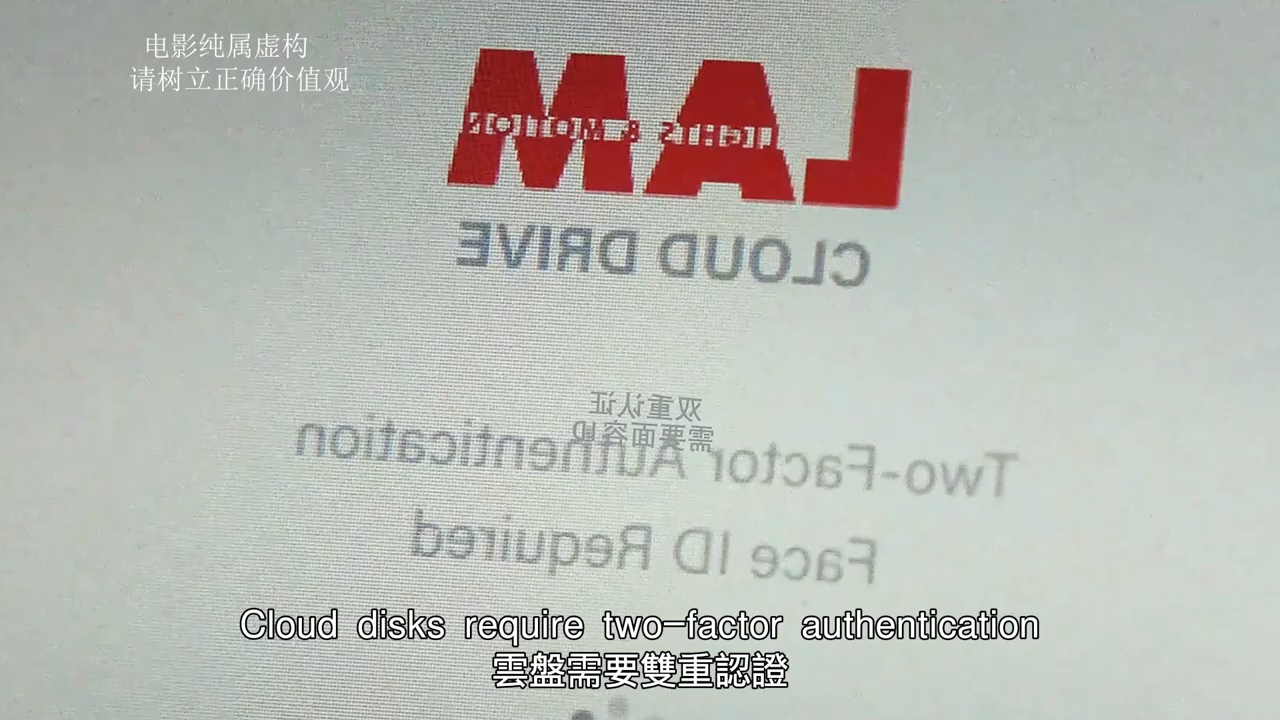 电影纯属虚构
请树立正确价值观
LAM
LIGHTS & MOTION
CLOUD DRIVE
双重认证
需要面容ID
Two-Factor Authentication
Face ID Required
Cloud disks require two-factor authentication
雲盤需要雙重認證